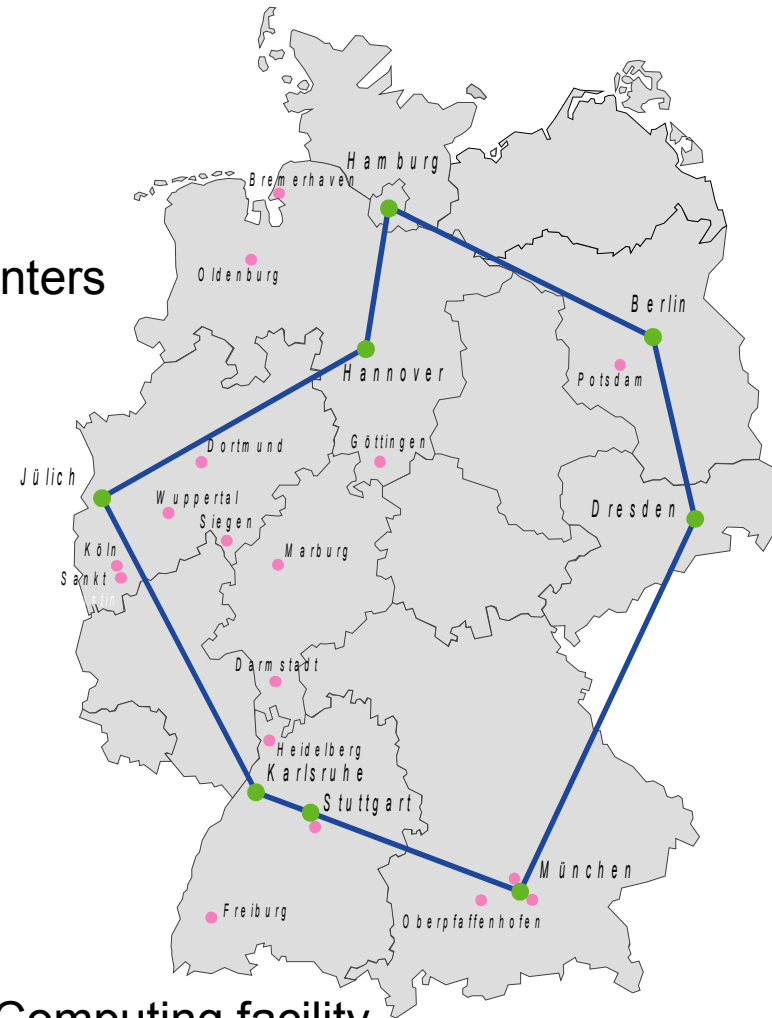 Hamburg
Bremerhaven
nters
Oldenburg
Berlin
Hannover
Potsdam
Dortmund
Göttingen
Jülich
Wuppertal
Siegen
Dresden
Köln
Marburg
Sankt
stin
Darmstadt
Heidelberg
Karlsruhe
Stuttgart
München
Freiburg
Oberpfaffenhofen
Computing facility